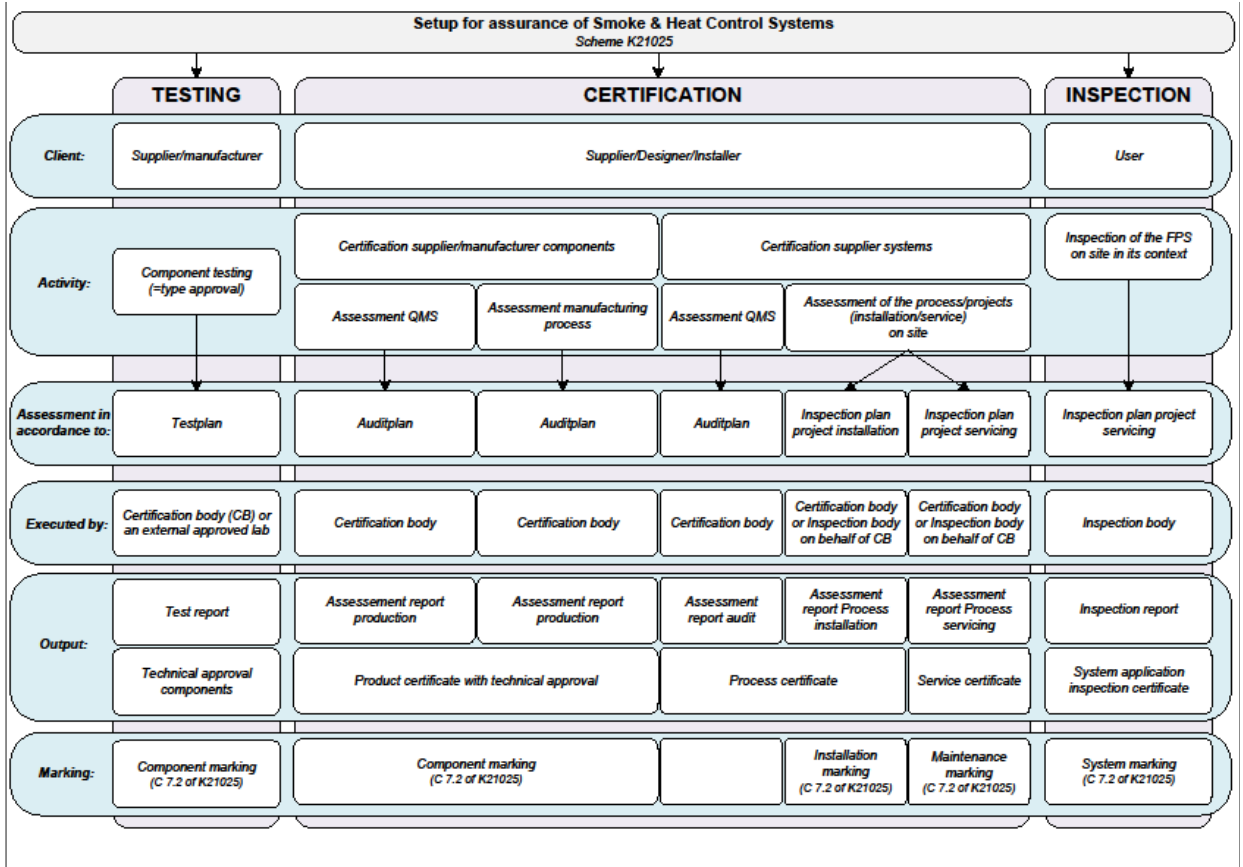 Setup for assurance of Smoke & Heat Control Systems
Scheme K21025
TESTING
CERTIFICATION
INSPECTION
Client:
Supplier/manufacturer
Supplier/Designer/Installer
User
Activity:
Component testing
(=type approval)
Certification supplier/manufacturer components
Certification supplier systems
Inspection of the FPS
on site in its context
Assessment QMS
Assessment manufacturing
process
Assessment QMS
Assessment of the process/projects
(installation/service)
on site
Assessment in
accordance to:
Testplan
Auditplan
Auditplan
Auditplan
Inspection plan
project installation
Inspection plan
project servicing
Inspection plan project
servicing
Executed by:
Certification body (CB) or
an external approved lab
Certification body
Certification body
Certification body
Certification body
or Inspection body
on behalf of CB
Certification body
or Inspection body
on behalf of CB
Inspection body
Output:
Test report
Assessement report
production
Assessment report
production
Assessment
report audit
Assessment
report Process
installation
Assessment
report Process
servicing
Inspection report
Technical approval
components
Product certificate with technical approval
Process certificate
Service certificate
System application
inspection certificate
Marking:
Component marking
(C 7.2 of K21025)
Component marking
(C 7.2 of K21025)
Installation
marking
(C 7.2 of K21025)
Maintenance
marking
(C 7.2 of K21025)
System marking
(C 7.2 of K21025)